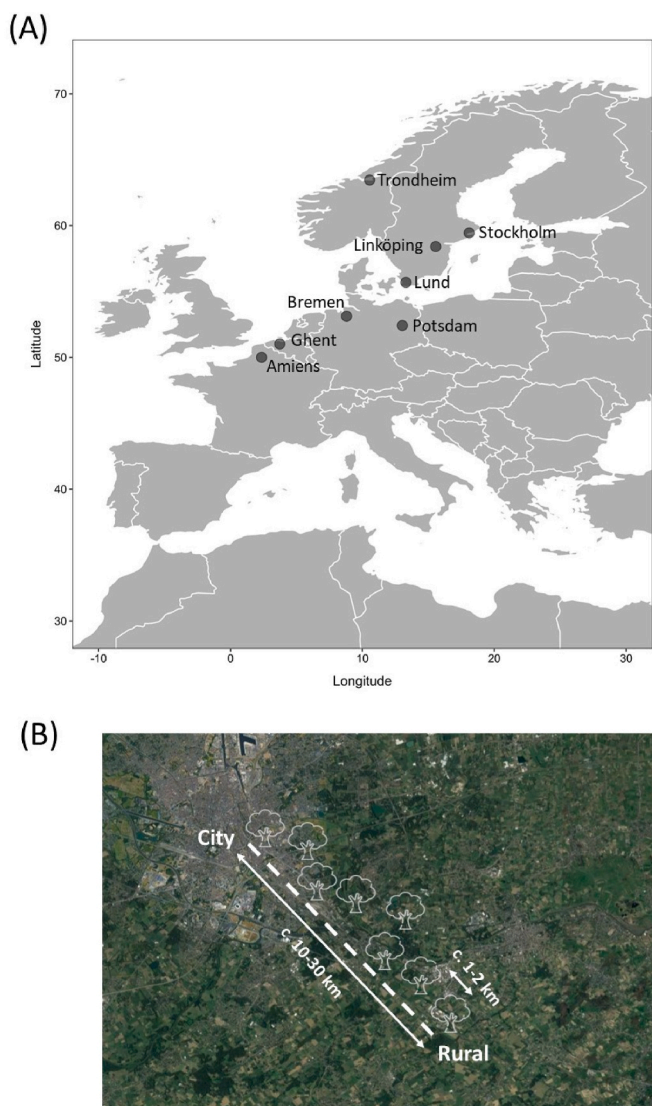 (A)
70
Trondheim
60
Stockholm
Linköping
Lund
Bremen
Potsdam
Ghent
50
Amiens
Latitude
40
30
-10
0
10
20
30
Longitude
(B)
City
c. 10-30 km
c. 1-2 km
Rural